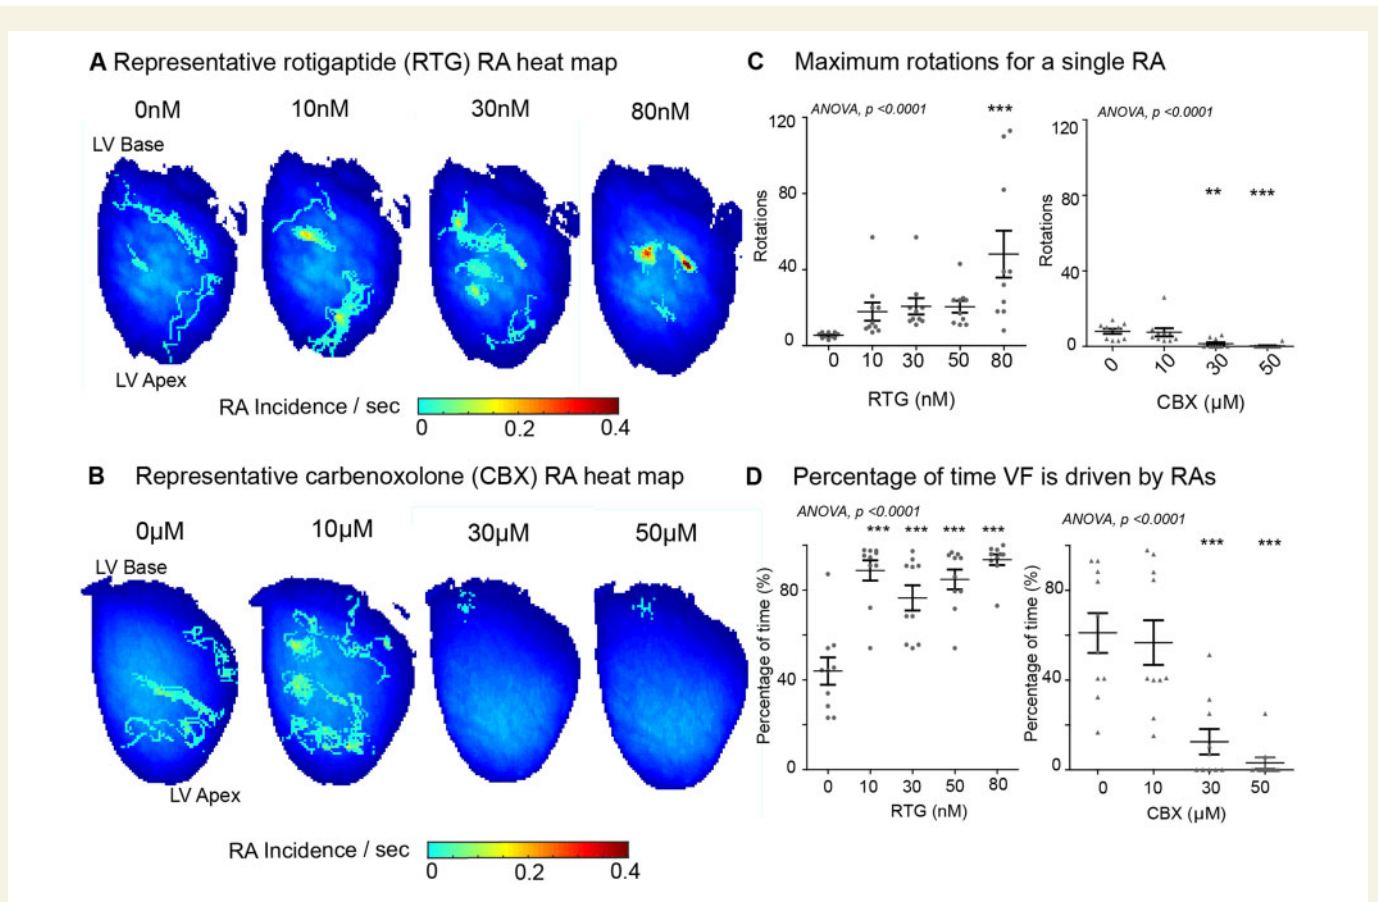 A Representative rotigaptide (RTG) RA heat map
0nM 10nM 30nM 80nM
LV Base
LV Apex
RA Incidence / sec
0 0.2 0.4
B Representative carbenoxolone (CBX) RA heat map
0µM 10µM 30µM 50µM
LV Base
LV Apex
RA Incidence / sec
0 0.2 0.4
C Maximum rotations for a single RA
ANOVA, p <0.0001
***
Rotations
120
80
40
0
0 10 30 50 80
RTG (nM)
ANOVA, p <0.0001
** ***
Rotations
120
80
40
0
0 10 30 50
CBX (µM)
D Percentage of time VF is driven by RAs
ANOVA, p <0.0001
*** *** *** ***
Percentage of time (%)
80
40
0
0 10 30 50 80
RTG (nM)
ANOVA, p <0.0001
*** ***
Percentage of time (%)
80
40
0
0 10 30 50
CBX (µM)